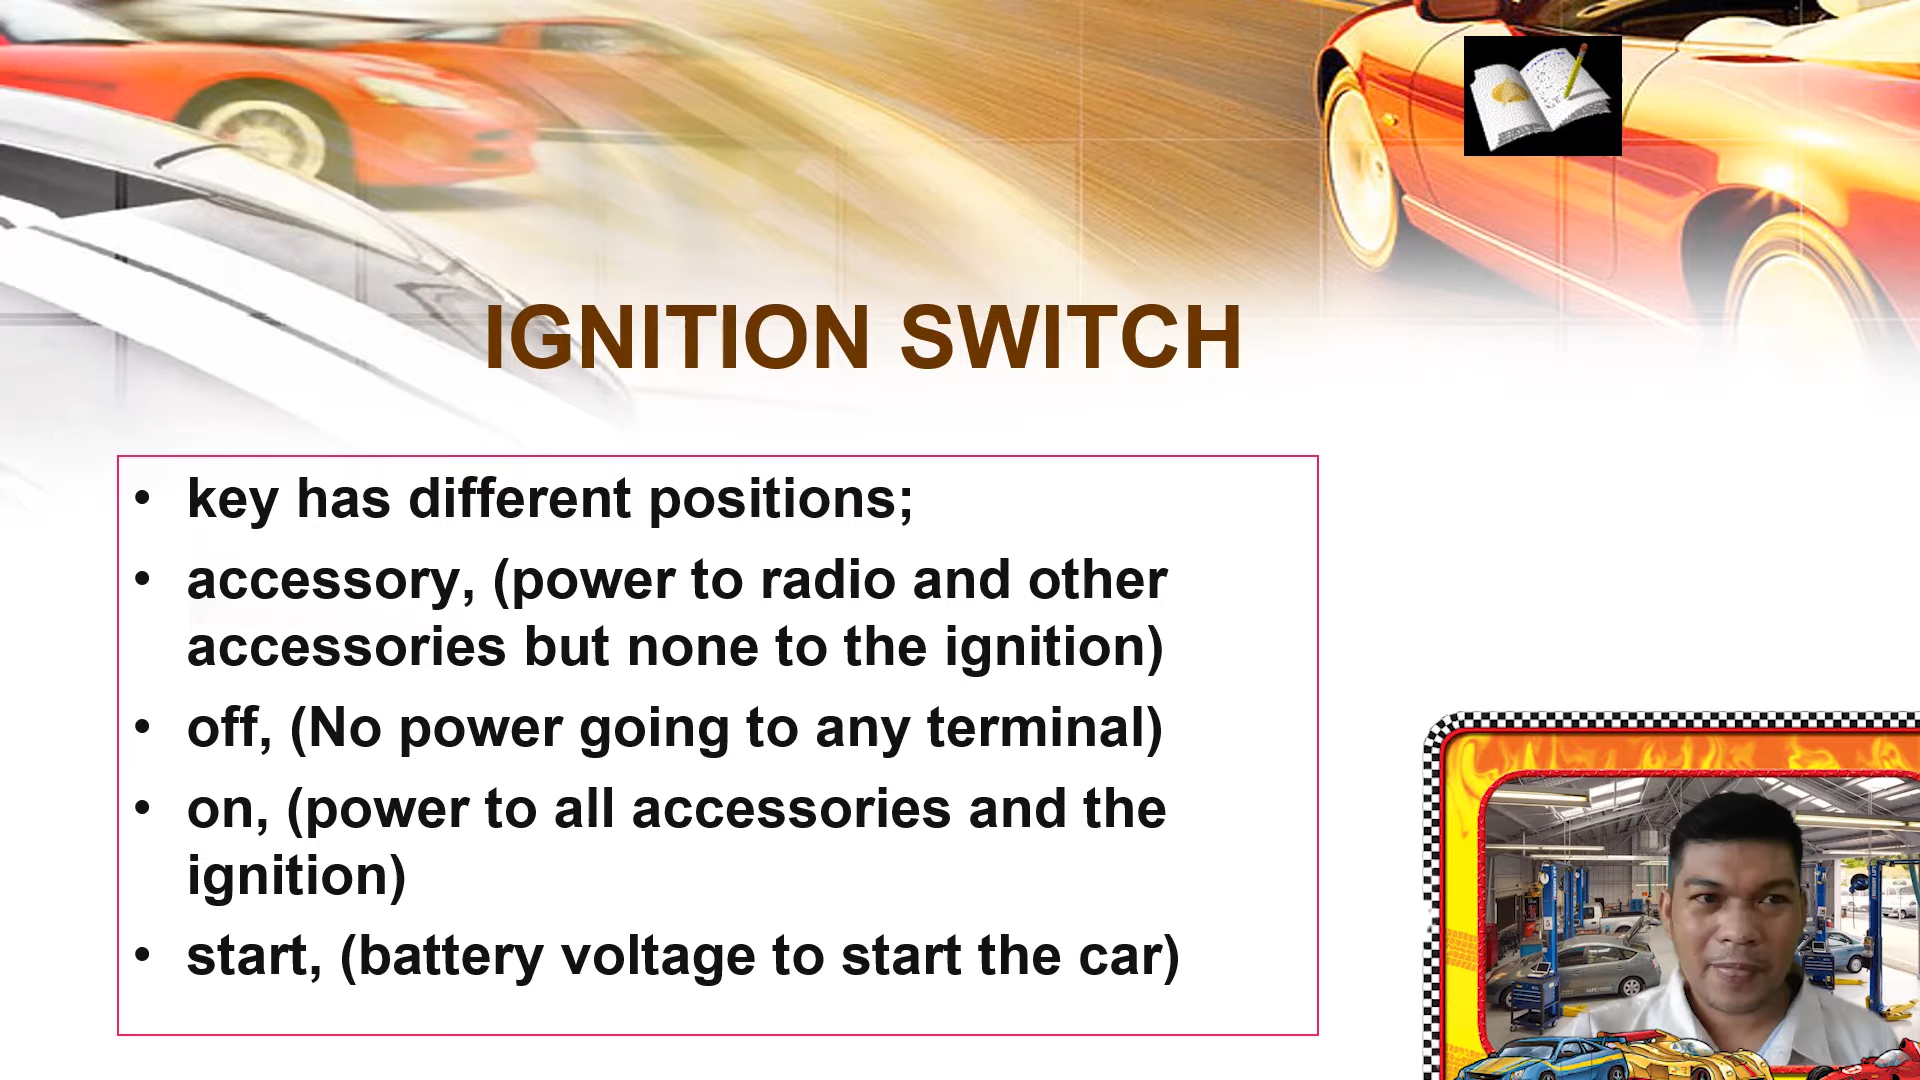 IGNITION SWITCH
• key has different positions;
• accessory, (power to radio and other
accessories but none to the ignition)
• off, (No power going to any terminal)
• on, (power to all accessories and the
ignition)
• start, (battery voltage to start the car)